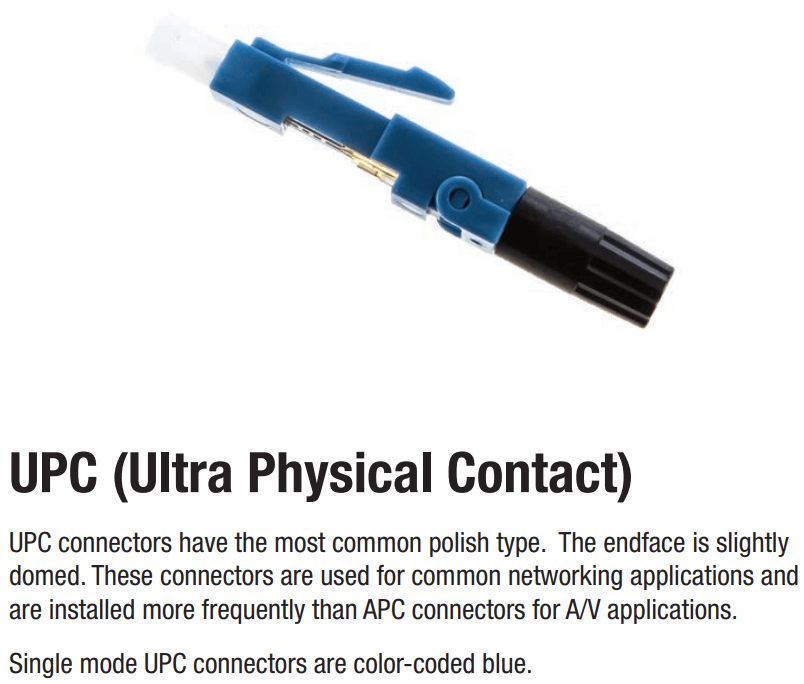 UPC (Ultra Physical Contact)
UPC connectors have the most common polish type.  The endface is slightly
domed. These connectors are used for common networking applications and
are installed more frequently than APC connectors for A/V applications.
Single mode UPC connectors are color-coded blue.